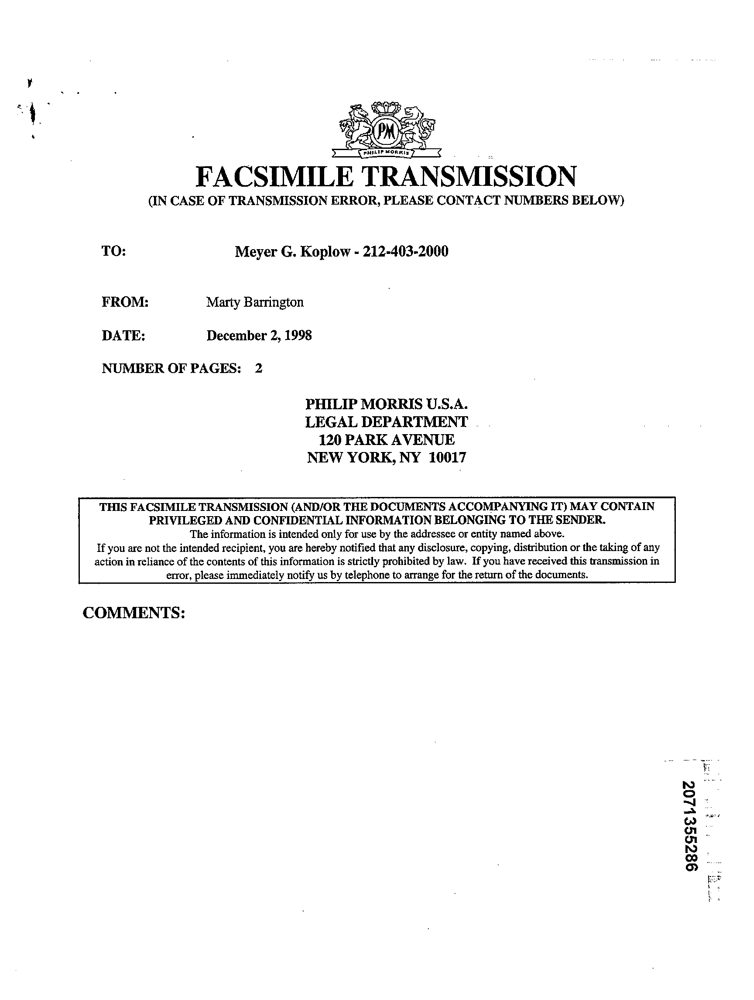 PM
PHILIP MORRIS
FACSIMILE TRANSMISSION
(IN CASE OF TRANSMISSION ERROR, PLEASE CONTACT NUMBERS BELOW)
TO: Meyer G. Koplow - 212-403-2000
FROM: Marty Barrington
DATE: December 2, 1998
NUMBER OF PAGES: 2
PHILIP MORRIS U.S.A.
LEGAL DEPARTMENT
120 PARK AVENUE
NEW YORK, NY 10017
THIS FACSIMILE TRANSMISSION (AND/OR THE DOCUMENTS ACCOMPANYING IT) MAY CONTAIN
PRIVILEGED AND CONFIDENTIAL INFORMATION BELONGING TO THE SENDER.
The information is intended only for use by the addressee or entity named above.
If you are not the intended recipient, you are hereby notified that any disclosure, copying, distribution or the taking of any
action in reliance of the contents of this information is strictly prohibited by law. If you have received this transmission in
error, please immediately notify us by telephone to arrange for the return of the documents.
COMMENTS:
2071355286